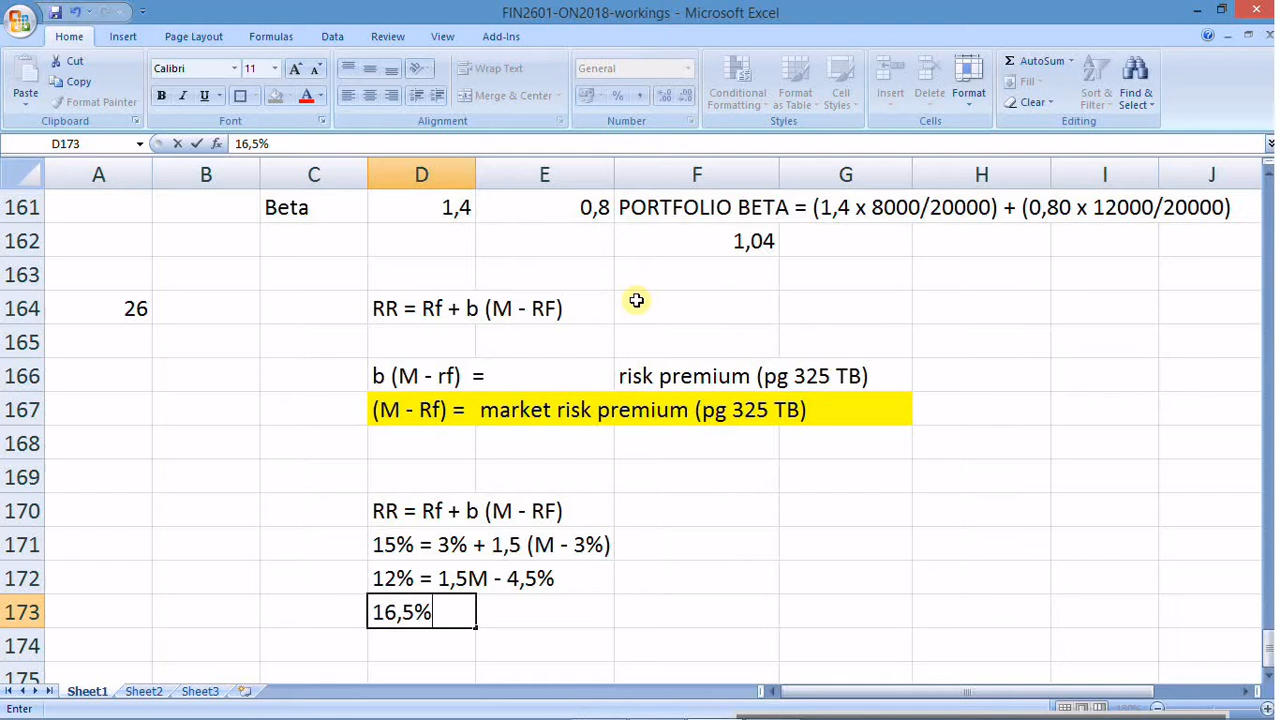 FIN2601-ON2018-workings - Microsoft Excel
Home Insert Page Layout Formulas Data Review View Add-Ins
Paste Cut Copy Format Painter Clipboard
Calibri 11 A A B I U A Font
Wrap Text Merge & Center Alignment
General % , Number
Conditional Formatting Format as Table Cell Styles Styles
Insert Delete Format Cells
Σ AutoSum Fill Clear Sort & Filter Find & Select Editing
D173 fx 16,5%
A B C D E F G H I J
161 Beta 1,4 0,8 PORTFOLIO BETA = (1,4 x 8000/20000) + (0,80 x 12000/20000)
162 1,04
163
164 26 RR = Rf + b (M - RF)
165
166 b (M - rf) = risk premium (pg 325 TB)
167 (M - Rf) = market risk premium (pg 325 TB)
168
169
170 RR = Rf + b (M - RF)
171 15% = 3% + 1,5 (M - 3%)
172 12% = 1,5M - 4,5%
173 16,5%
174
175
Sheet1 Sheet2 Sheet3
Enter 180%